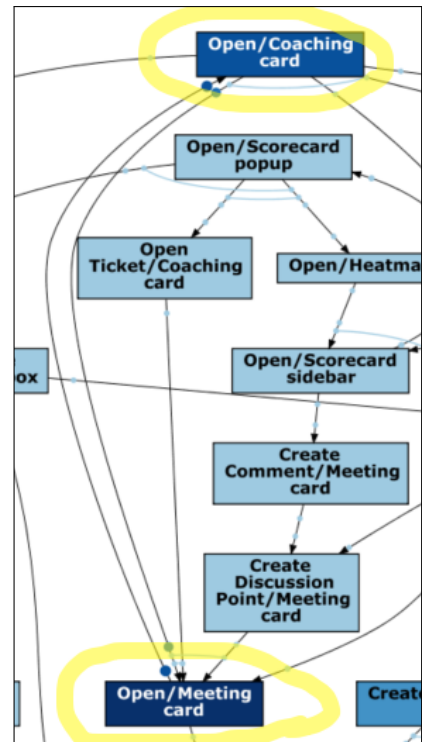 Open/Coaching
card
Open/Scorecard
popup
Open
Ticket/Coaching
card
Open/Heatma
ox
Open/Scorecard
sidebar
Create
Comment/Meeting
card
Create
Discussion
Point/Meeting
card
Open/Meeting
card
Create